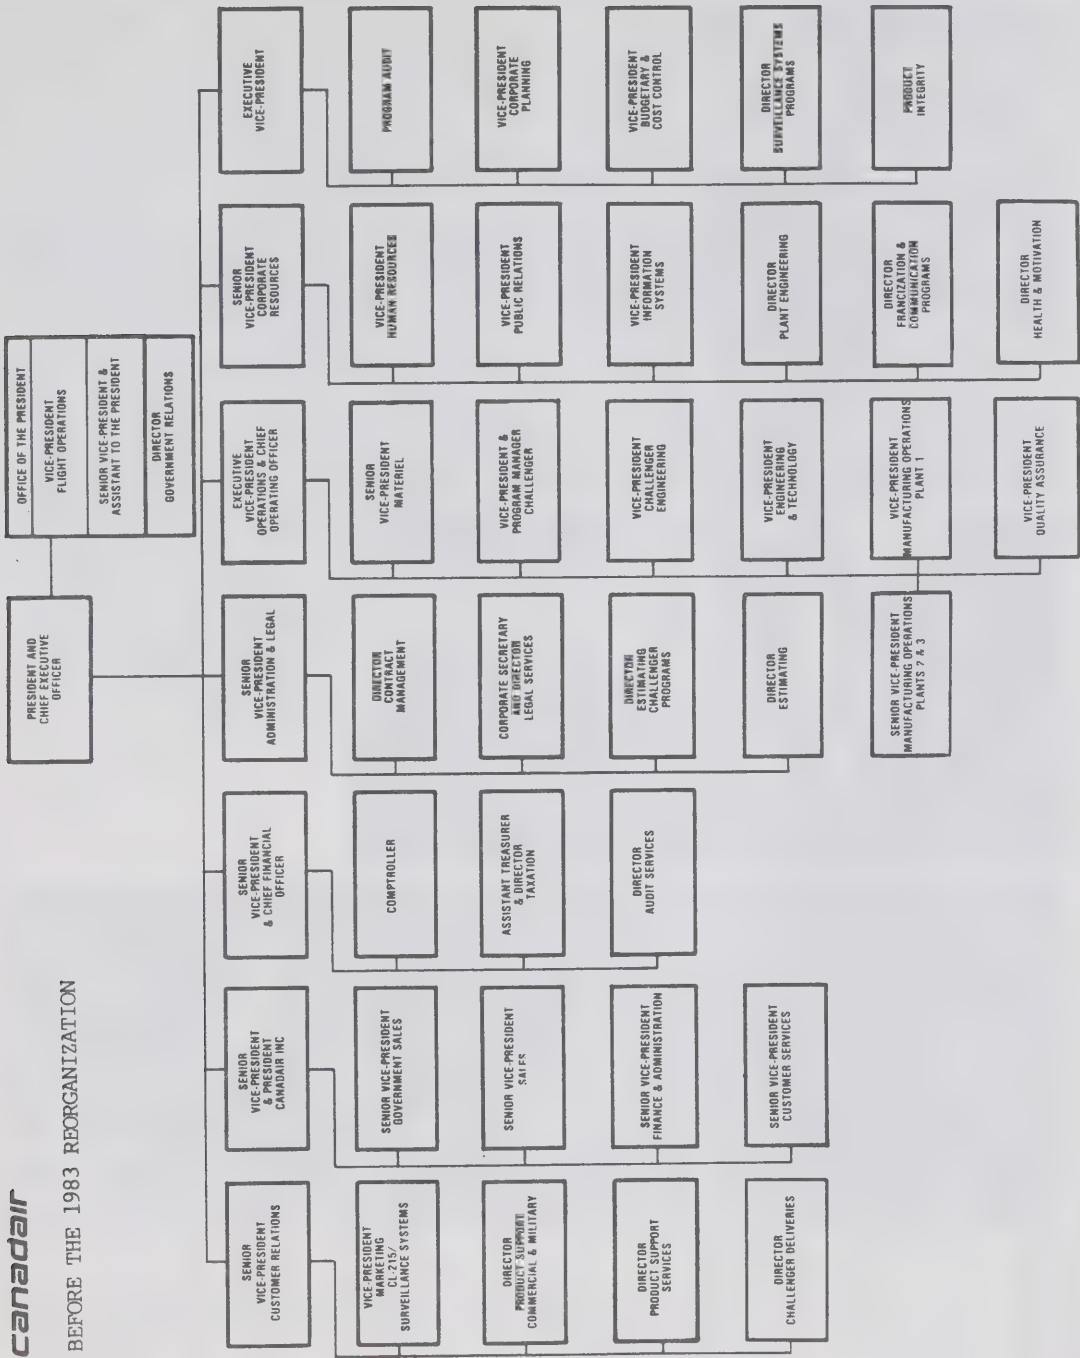 canadair
BEFORE THE 1983 REORGANIZATION
PRESIDENT AND
CHIEF EXECUTIVE
OFFICER
OFFICE OF THE PRESIDENT
VICE-PRESIDENT
FLIGHT OPERATIONS
SENIOR VICE-PRESIDENT &
ASSISTANT TO THE PRESIDENT
DIRECTOR
GOVERNMENT RELATIONS
SENIOR
VICE-PRESIDENT
CUSTOMER RELATIONS
VICE-PRESIDENT
MARKETING
CL-215/
SURVEILLANCE SYSTEMS
DIRECTOR
PRODUCT SUPPORT
COMMERCIAL & MILITARY
DIRECTOR
PRODUCT SUPPORT
SERVICES
DIRECTOR
CHALLENGER DELIVERIES
SENIOR
VICE-PRESIDENT
& PRESIDENT
CANADAIR INC
SENIOR VICE-PRESIDENT
GOVERNMENT SALES
SENIOR VICE-PRESIDENT
SALES
SENIOR VICE-PRESIDENT
FINANCE & ADMINISTRATION
SENIOR VICE-PRESIDENT
CUSTOMER SERVICES
SENIOR
VICE-PRESIDENT
& CHIEF FINANCIAL
OFFICER
COMPTROLLER
ASSISTANT TREASURER
& DIRECTOR
TAXATION
DIRECTOR
AUDIT SERVICES
SENIOR
VICE-PRESIDENT
ADMINISTRATION & LEGAL
DIRECTOR
CONTRACT
MANAGEMENT
CORPORATE SECRETARY
AND DIRECTOR
LEGAL SERVICES
DIRECTOR
ESTIMATING
CHALLENGER
PROGRAMS
DIRECTOR
ESTIMATING
EXECUTIVE
VICE-PRESIDENT
OPERATIONS & CHIEF
OPERATING OFFICER
SENIOR
VICE-PRESIDENT
MATERIEL
VICE-PRESIDENT &
PROGRAM MANAGER
CHALLENGER
VICE-PRESIDENT
CHALLENGER
ENGINEERING
VICE-PRESIDENT
ENGINEERING
& TECHNOLOGY
SENIOR VICE-PRESIDENT
MANUFACTURING OPERATIONS
PLANTS 2 & 3
VICE-PRESIDENT
MANUFACTURING OPERATIONS
PLANT 1
VICE-PRESIDENT
QUALITY ASSURANCE
SENIOR
VICE-PRESIDENT
CORPORATE
RESOURCES
VICE-PRESIDENT
HUMAN RESOURCES
VICE-PRESIDENT
PUBLIC RELATIONS
VICE-PRESIDENT
INFORMATION
SYSTEMS
DIRECTOR
PLANT ENGINEERING
DIRECTOR
FRANCIZATION &
COMMUNICATION
PROGRAMS
DIRECTOR
HEALTH & MOTIVATION
EXECUTIVE
VICE-PRESIDENT
PROGRAM AUDIT
VICE-PRESIDENT
CORPORATE
PLANNING
VICE-PRESIDENT
BUDGETARY &
COST CONTROL
DIRECTOR
SURVEILLANCE SYSTEMS
PROGRAMS
PRODUCT
INTEGRITY